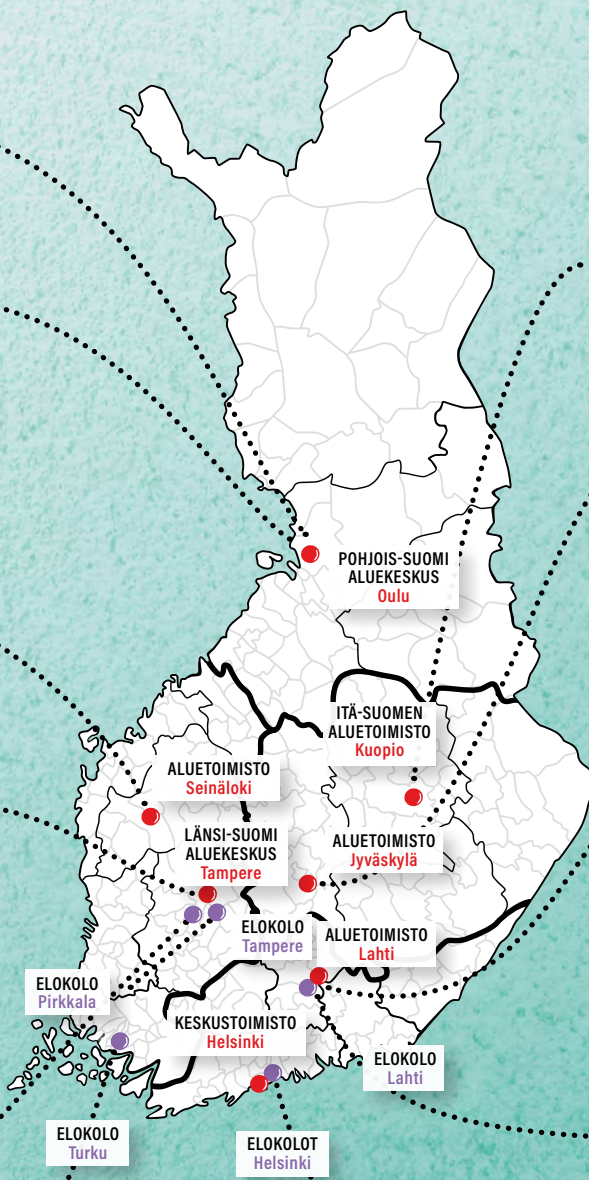 POHJOIS-SUOMI
ALUEKESKUS
Oulu
ITÄ-SUOMEN
ALUETOIMISTO
Kuopio
ALUETOIMISTO
Seinäloki
LÄNSI-SUOMI
ALUEKESKUS
Tampere
ALUETOIMISTO
Jyväskylä
ELOKOLO
Tampere
ALUETOIMISTO
Lahti
ELOKOLO
Pirkkala
KESKUSTOIMISTO
Helsinki
ELOKOLO
Lahti
ELOKOLO
Turku
ELOKOLOT
Helsinki